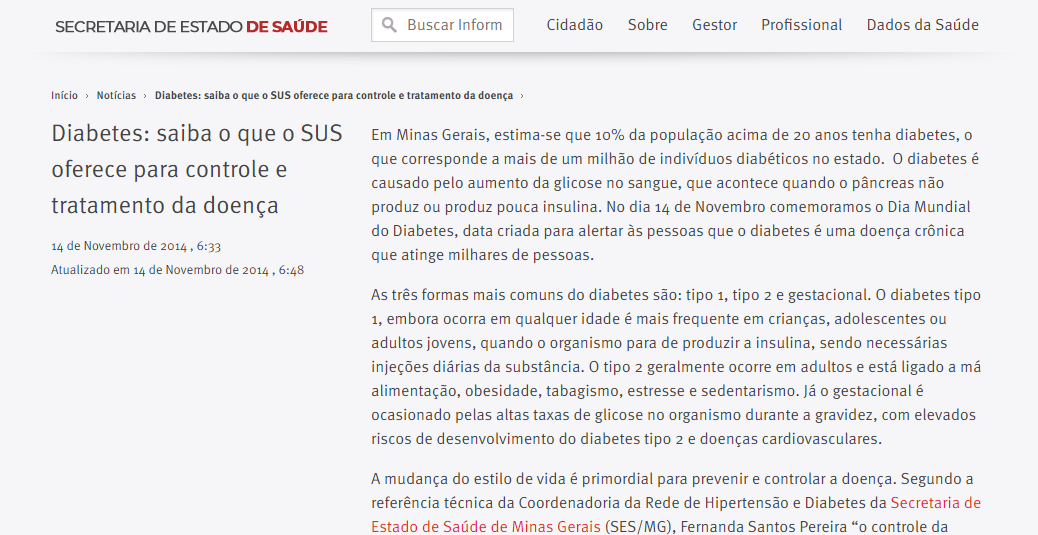 SECRETARIA DE ESTADO DE SAÚDE
Buscar Inform
Cidadão Sobre Gestor Profissional Dados da Saúde
Início › Notícias › Diabetes: saiba o que o SUS oferece para controle e tratamento da doença ›
Diabetes: saiba o que o SUS
oferece para controle e
tratamento da doença
14 de Novembro de 2014 , 6:33
Atualizado em 14 de Novembro de 2014 , 6:48
Em Minas Gerais, estima-se que 10% da população acima de 20 anos tenha diabetes, o
que corresponde a mais de um milhão de indivíduos diabéticos no estado. O diabetes é
causado pelo aumento da glicose no sangue, que acontece quando o pâncreas não
produz ou produz pouca insulina. No dia 14 de Novembro comemoramos o Dia Mundial
do Diabetes, data criada para alertar às pessoas que o diabetes é uma doença crônica
que atinge milhares de pessoas.
As três formas mais comuns do diabetes são: tipo 1, tipo 2 e gestacional. O diabetes tipo
1, embora ocorra em qualquer idade é mais frequente em crianças, adolescentes ou
adultos jovens, quando o organismo para de produzir a insulina, sendo necessárias
injeções diárias da substância. O tipo 2 geralmente ocorre em adultos e está ligado a má
alimentação, obesidade, tabagismo, estresse e sedentarismo. Já o gestacional é
ocasionado pelas altas taxas de glicose no organismo durante a gravidez, com elevados
riscos de desenvolvimento do diabetes tipo 2 e doenças cardiovasculares.
A mudança do estilo de vida é primordial para prevenir e controlar a doença. Segundo a
referência técnica da Coordenadoria da Rede de Hipertensão e Diabetes da Secretaria de
Estado de Saúde de Minas Gerais (SES/MG), Fernanda Santos Pereira “o controle da